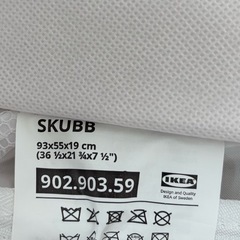 SKUBB
93x55x19 cm
(36 ½x21 ¾x7 ½")
902.903.59
IKEA
Design and Quality
IKEA of Sweden